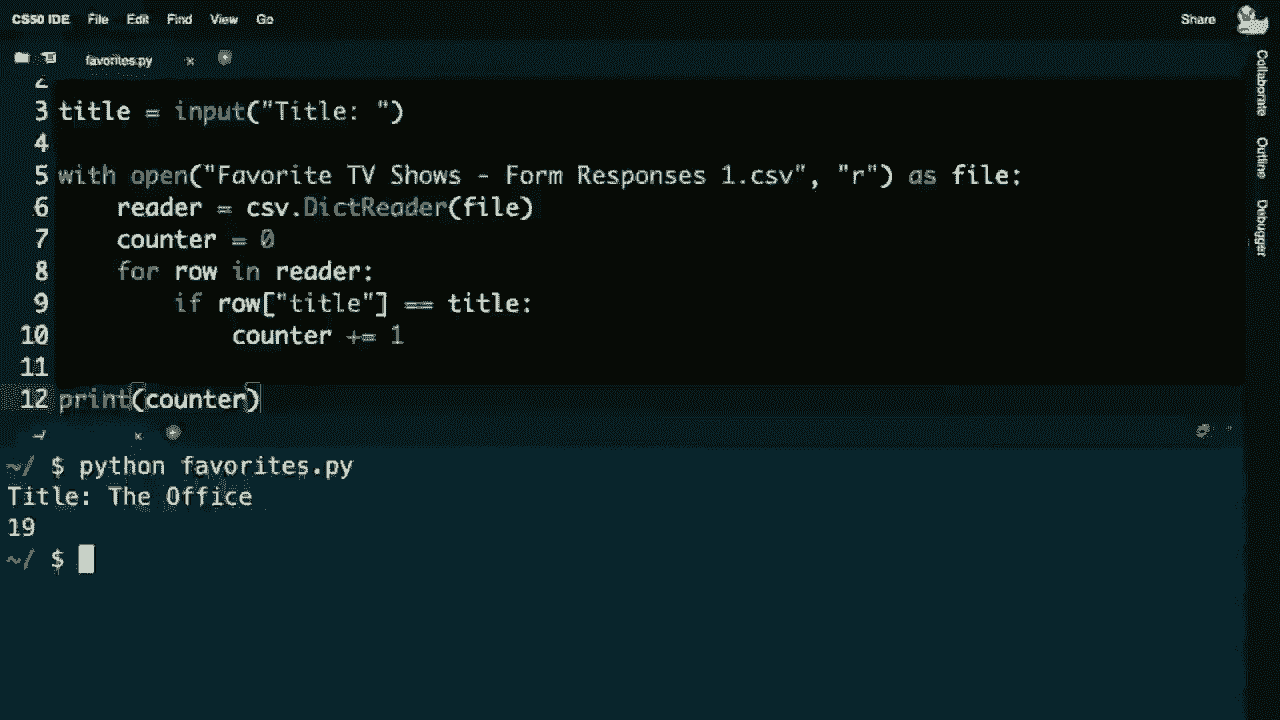 CS50 IDE File Edit Find View Go Share
favorites.py x +
2
3 title = input("Title: ")
4
5 with open("Favorite TV Shows - Form Responses 1.csv", "r") as file:
6     reader = csv.DictReader(file)
7     counter = 0
8     for row in reader:
9         if row["title"] == title:
10             counter += 1
11
12 print(counter)
~/ x +
~/ $ python favorites.py
Title: The Office
19
~/ $
Collaborate
Outline
Debugger